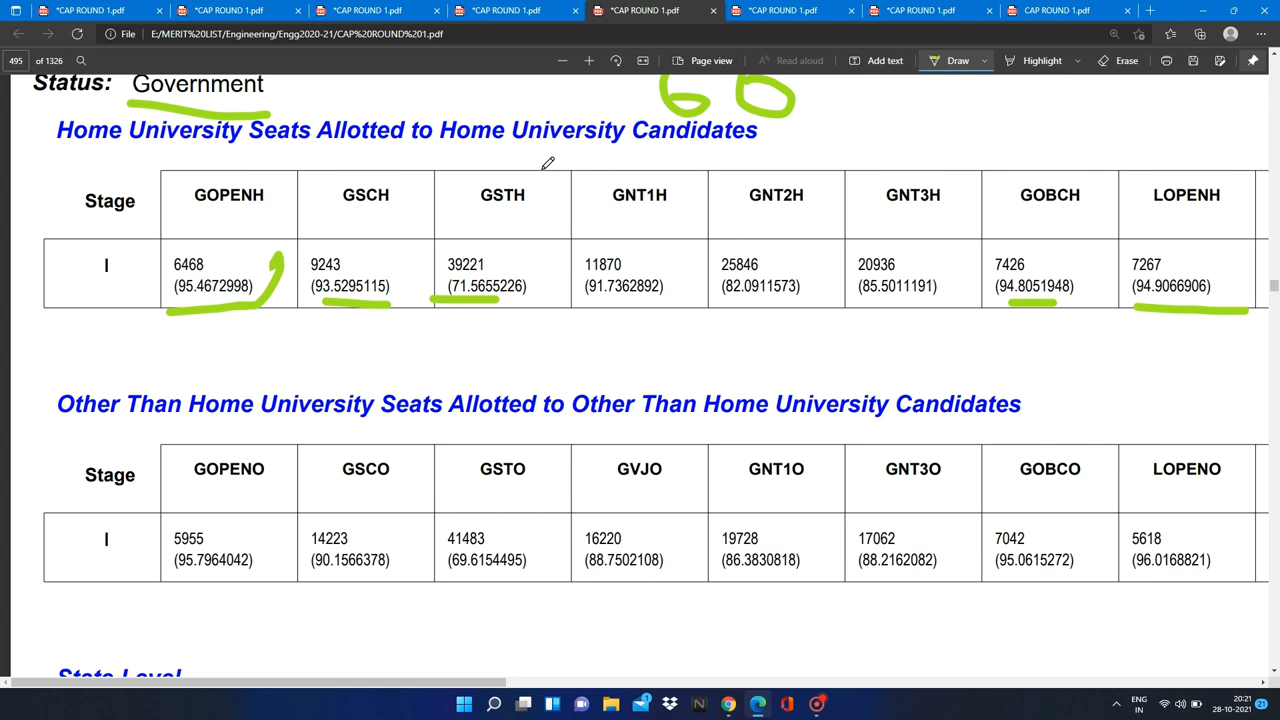 *CAP ROUND 1.pdf *CAP ROUND 1.pdf *CAP ROUND 1.pdf *CAP ROUND 1.pdf *CAP ROUND 1.pdf *CAP ROUND 1.pdf *CAP ROUND 1.pdf CAP ROUND 1.pdf
File E:/MERIT%20LIST/Engineering/Engg2020-21/CAP%20ROUND%201.pdf
495 of 1326 Page view Read aloud Add text Draw Highlight Erase
Status: Government 60
Home University Seats Allotted to Home University Candidates
Stage GOPENH GSCH GSTH GNT1H GNT2H GNT3H GOBCH LOPENH
I 6468 9243 39221 11870 25846 20936 7426 7267
(95.4672998) (93.5295115) (71.5655226) (91.7362892) (82.0911573) (85.5011191) (94.8051948) (94.9066906)
Other Than Home University Seats Allotted to Other Than Home University Candidates
Stage GOPENO GSCO GSTO GVJO GNT1O GNT3O GOBCO LOPENO
I 5955 14223 41483 16220 19728 17062 7042 5618
(95.7964042) (90.1566378) (69.6154495) (88.7502108) (86.3830818) (88.2162082) (95.0615272) (96.0168821)
State Level
ENG 20:21
IN 28-10-2021 21